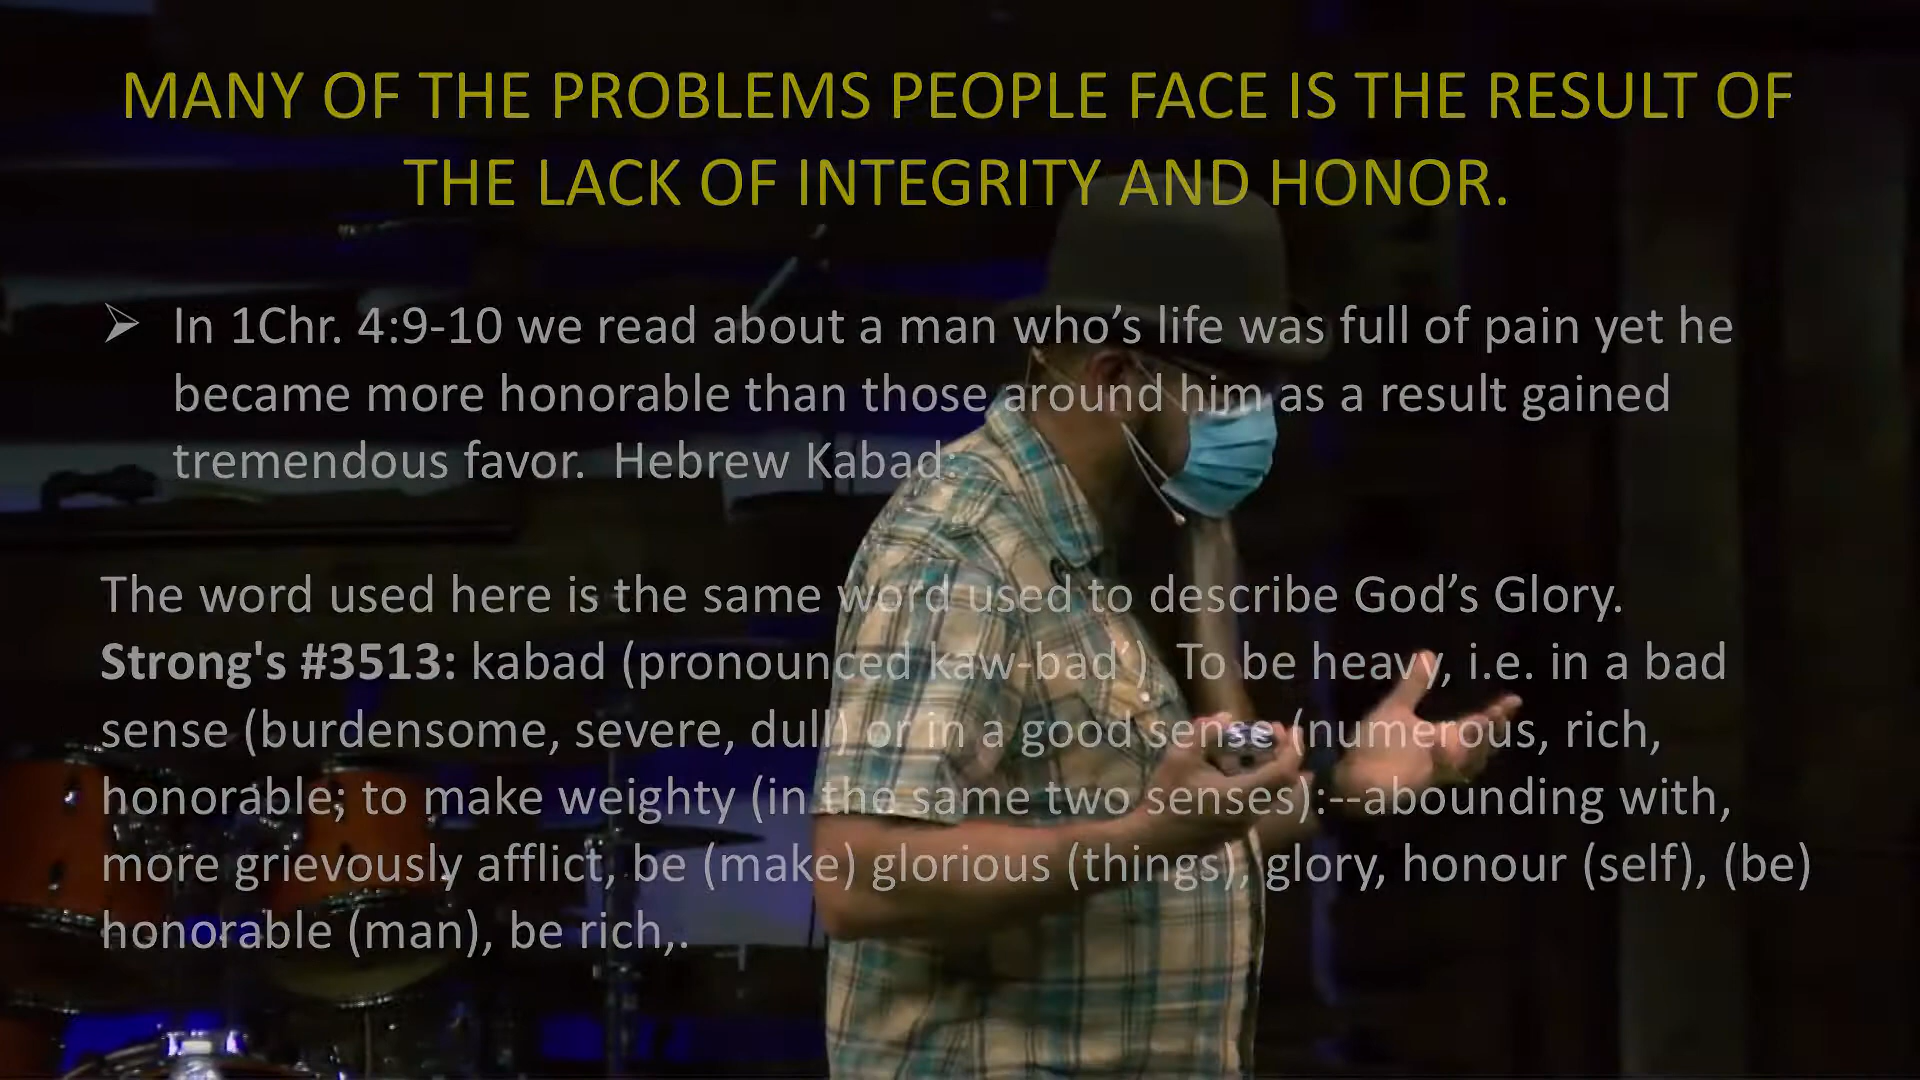 MANY OF THE PROBLEMS PEOPLE FACE IS THE RESULT OF
THE LACK OF INTEGRITY AND HONOR.
➢ In 1Chr. 4:9-10 we read about a man who’s life was full of pain yet he
became more honorable than those around him as a result gained
tremendous favor.  Hebrew Kabad:
The word used here is the same word used to describe God’s Glory.
Strong's #3513: kabad (pronounced kaw-bad’)  To be heavy, i.e. in a bad
sense (burdensome, severe, dull) or in a good sense (numerous, rich,
honorable; to make weighty (in the same two senses):--abounding with,
more grievously afflict, be (make) glorious (things), glory, honour (self), (be)
honorable (man), be rich,.